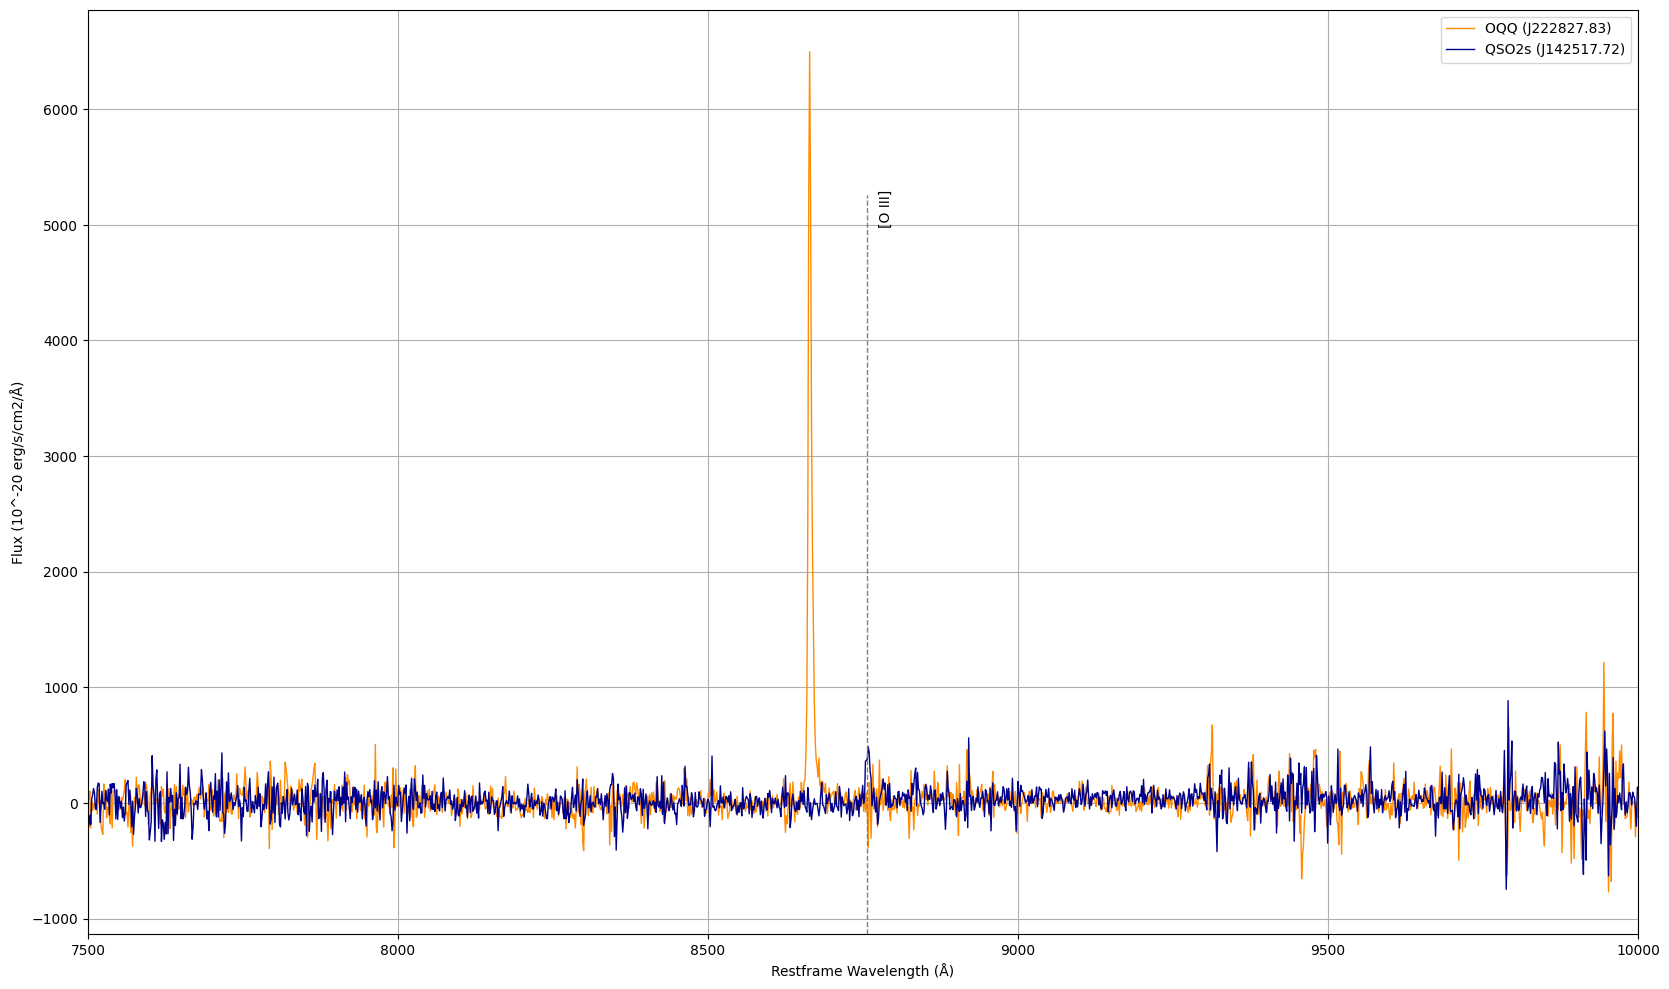 OQQ (J222827.83)
QSO2s (J142517.72)
[O III]
6000
5000
4000
3000
2000
1000
0
−1000
Flux (10^-20 erg/s/cm2/Å)
7500
8000
8500
9000
9500
10000
Restframe Wavelength (Å)